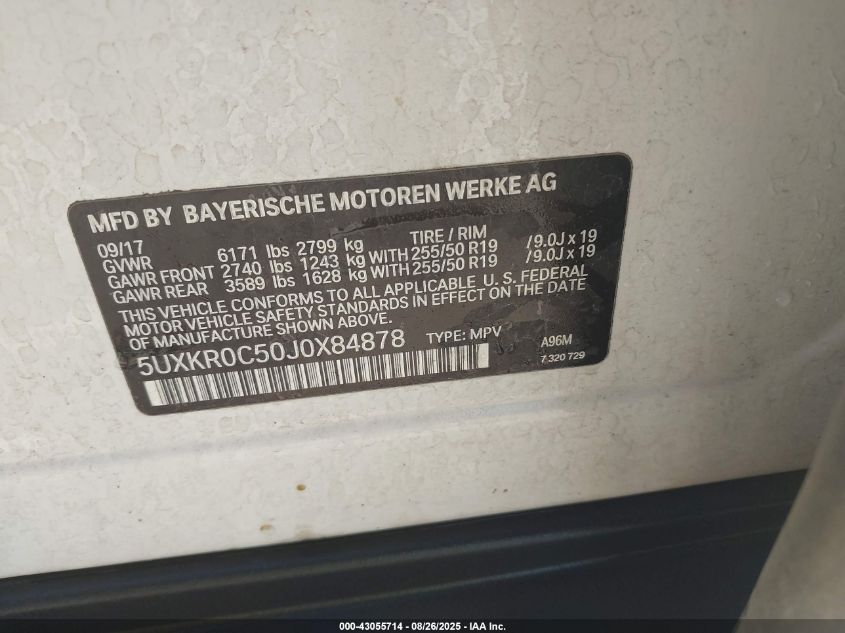 MFD BY BAYERISCHE MOTOREN WERKE AG
09/17 TIRE / RIM
GVWR 6171 lbs 2799 kg
GAWR FRONT 2740 lbs 1243 kg WITH 255/50 R19 /9.0J x 19
GAWR REAR 3589 lbs 1628 kg WITH 255/50 R19 /9.0J x 19
THIS VEHICLE CONFORMS TO ALL APPLICABLE U. S. FEDERAL
MOTOR VEHICLE SAFETY STANDARDS IN EFFECT ON THE DATE
OF MANUFACTURE SHOWN ABOVE.
5UXKR0C50J0X84878 TYPE: MPV A96M
7 320 729
000-43055714 - 08/26/2025 - IAA Inc.